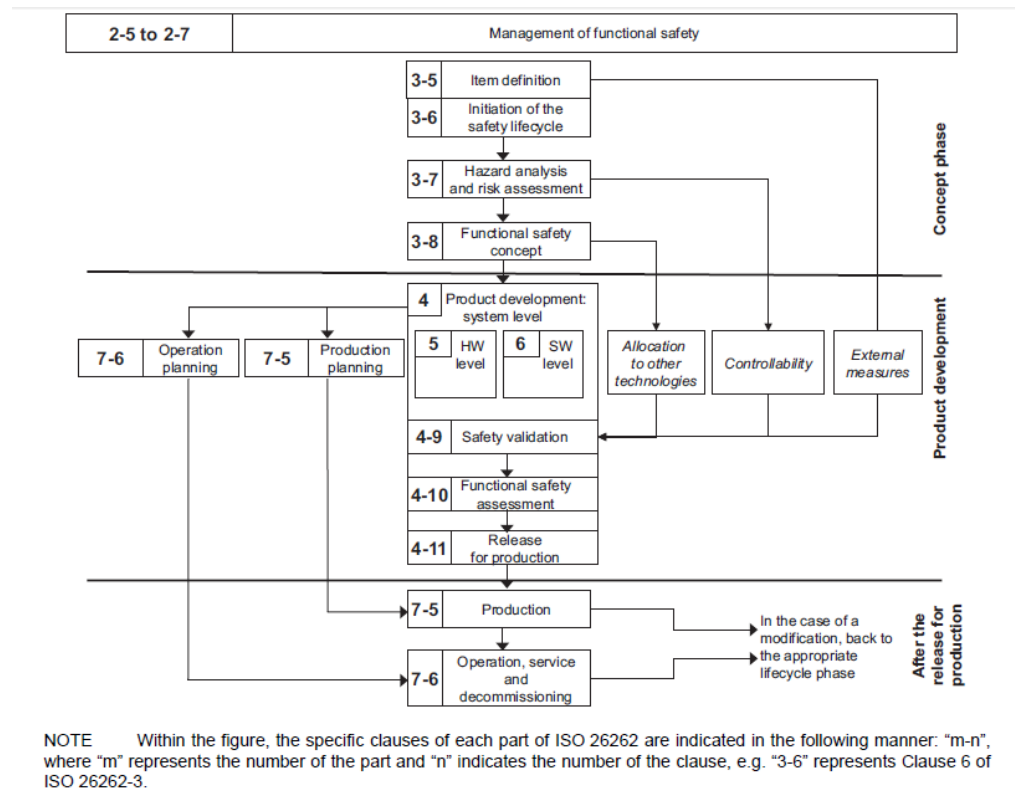 2-5 to 2-7
Management of functional safety
3-5
Item definition
3-6
Initiation of the
safety lifecycle
3-7
Hazard analysis
and risk assessment
3-8
Functional safety
concept
Concept phase
4
Product development:
system level
5
HW
level
6
SW
level
7-6
Operation
planning
7-5
Production
planning
Allocation
to other
technologies
Controllability
External
measures
4-9
Safety validation
4-10
Functional safety
assessment
4-11
Release
for production
Product development
7-5
Production
7-6
Operation, service
and
decommissioning
In the case of a
modification, back to
the appropriate
lifecycle phase
After the
release for
production
NOTE Within the figure, the specific clauses of each part of ISO 26262 are indicated in the following manner: “m-n”,
where “m” represents the number of the part and “n” indicates the number of the clause, e.g. “3-6” represents Clause 6 of
ISO 26262-3.